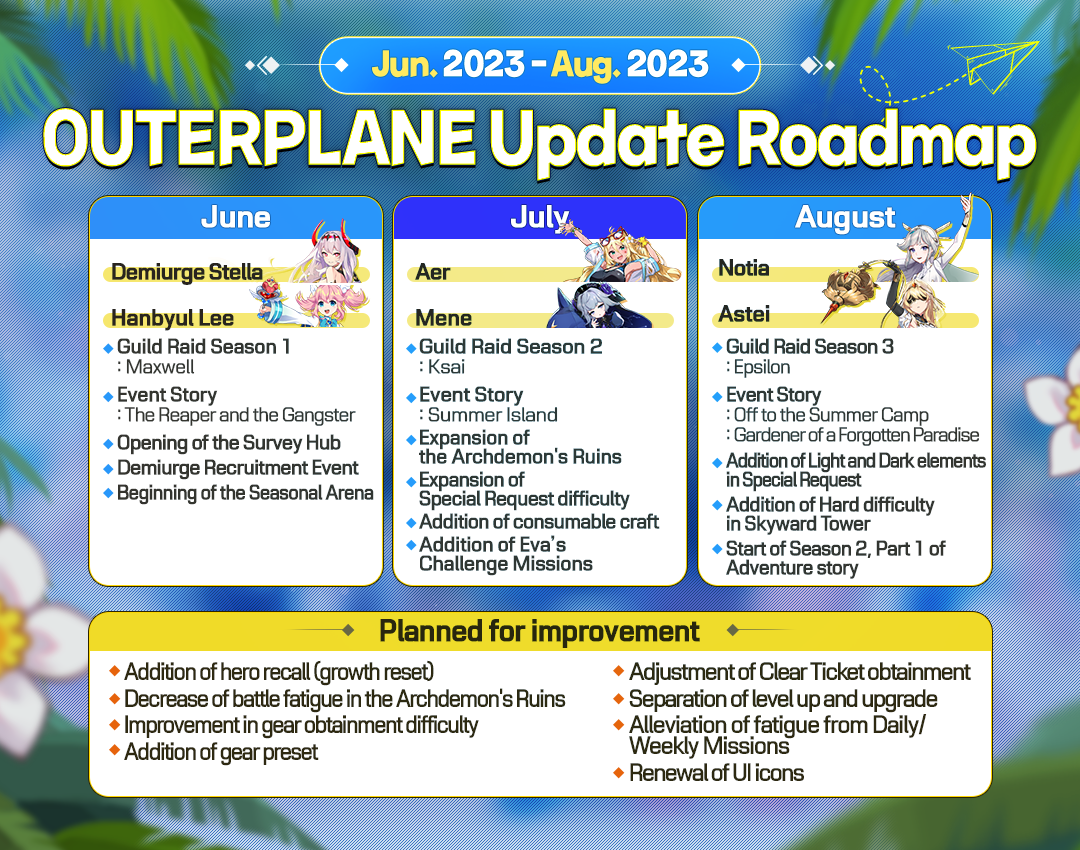 Jun. 2023 - Aug. 2023
OUTERPLANE Update Roadmap
June
Demiurge Stella
Hanbyul Lee
Guild Raid Season 1
: Maxwell
Event Story
: The Reaper and the Gangster
Opening of the Survey Hub
Demiurge Recruitment Event
Beginning of the Seasonal Arena
July
Aer
Mene
Guild Raid Season 2
: Ksai
Event Story
: Summer Island
Expansion of
the Archdemon's Ruins
Expansion of
Special Request difficulty
Addition of consumable craft
Addition of Eva's
Challenge Missions
August
Notia
Astei
Guild Raid Season 3
: Epsilon
Event Story
: Off to the Summer Camp
: Gardener of a Forgotten Paradise
Addition of Light and Dark elements
in Special Request
Addition of Hard difficulty
in Skyward Tower
Start of Season 2, Part 1 of
Adventure story
Planned for improvement
Addition of hero recall (growth reset)
Decrease of battle fatigue in the Archdemon's Ruins
Improvement in gear obtainment difficulty
Addition of gear preset
Adjustment of Clear Ticket obtainment
Separation of level up and upgrade
Alleviation of fatigue from Daily/
Weekly Missions
Renewal of UI icons